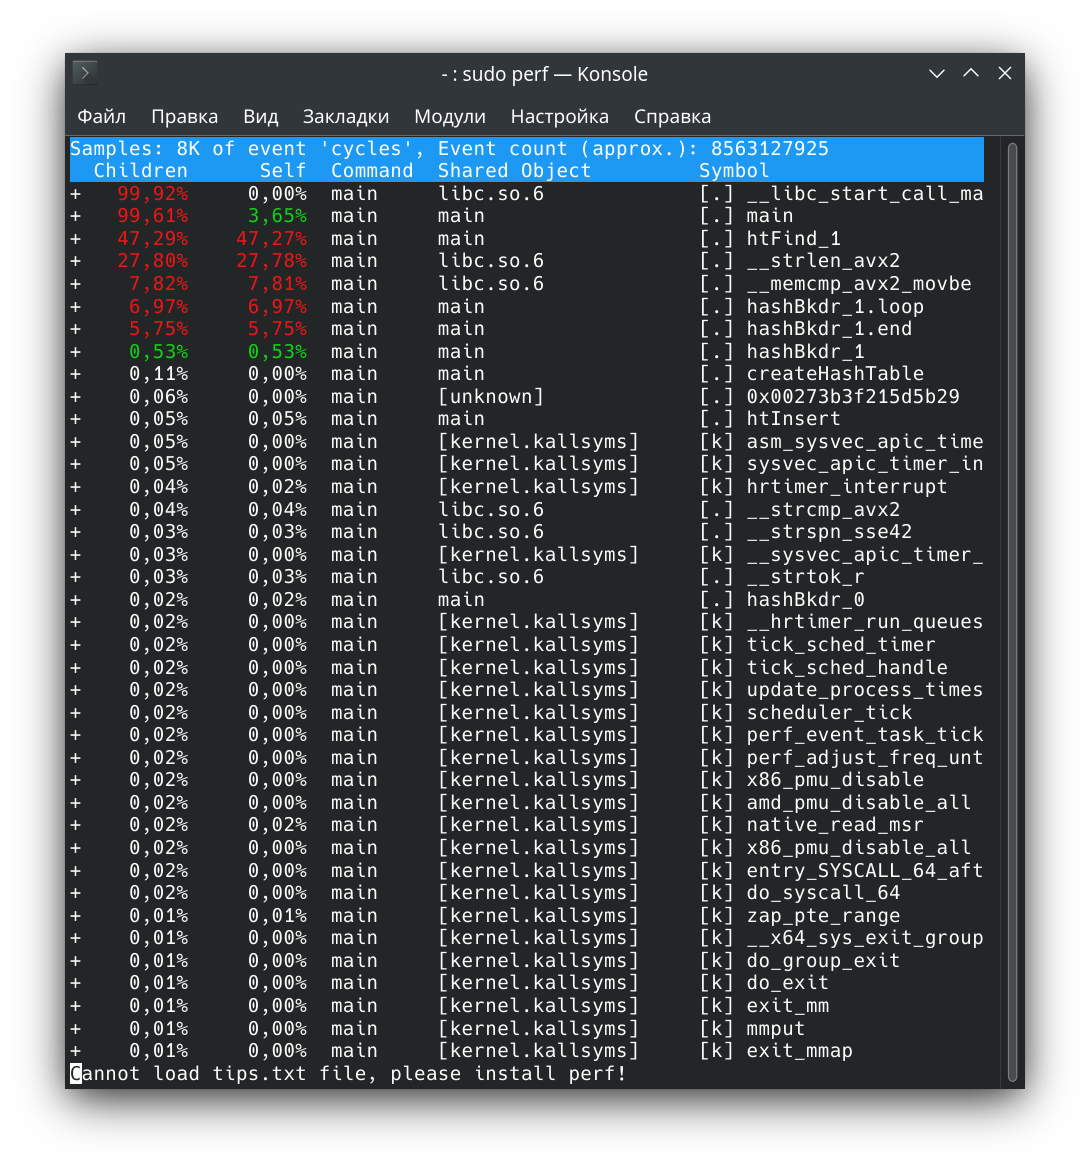 - : sudo perf — Konsole
Файл Правка Вид Закладки Модули Настройка Справка
Samples: 8K of event 'cycles', Event count (approx.): 8563127925
Children Self Command Shared Object Symbol
+ 99,92% 0,00% main libc.so.6 [.] __libc_start_call_ma
+ 99,61% 3,65% main main [.] main
+ 47,29% 47,27% main main [.] htFind_1
+ 27,80% 27,78% main libc.so.6 [.] __strlen_avx2
+ 7,82% 7,81% main libc.so.6 [.] __memcmp_avx2_movbe
+ 6,97% 6,97% main main [.] hashBkdr_1.loop
+ 5,75% 5,75% main main [.] hashBkdr_1.end
+ 0,53% 0,53% main main [.] hashBkdr_1
+ 0,11% 0,00% main main [.] createHashTable
+ 0,06% 0,00% main [unknown] [.] 0x00273b3f215d5b29
+ 0,05% 0,05% main main [.] htInsert
+ 0,05% 0,00% main [kernel.kallsyms] [k] asm_sysvec_apic_time
+ 0,05% 0,00% main [kernel.kallsyms] [k] sysvec_apic_timer_in
+ 0,04% 0,02% main [kernel.kallsyms] [k] hrtimer_interrupt
+ 0,04% 0,04% main libc.so.6 [.] __strcmp_avx2
+ 0,03% 0,03% main libc.so.6 [.] __strspn_sse42
+ 0,03% 0,00% main [kernel.kallsyms] [k] __sysvec_apic_timer_
+ 0,03% 0,03% main libc.so.6 [.] __strtok_r
+ 0,02% 0,02% main main [.] hashBkdr_0
+ 0,02% 0,00% main [kernel.kallsyms] [k] __hrtimer_run_queues
+ 0,02% 0,00% main [kernel.kallsyms] [k] tick_sched_timer
+ 0,02% 0,00% main [kernel.kallsyms] [k] tick_sched_handle
+ 0,02% 0,00% main [kernel.kallsyms] [k] update_process_times
+ 0,02% 0,00% main [kernel.kallsyms] [k] scheduler_tick
+ 0,02% 0,00% main [kernel.kallsyms] [k] perf_event_task_tick
+ 0,02% 0,00% main [kernel.kallsyms] [k] perf_adjust_freq_unt
+ 0,02% 0,00% main [kernel.kallsyms] [k] x86_pmu_disable
+ 0,02% 0,00% main [kernel.kallsyms] [k] amd_pmu_disable_all
+ 0,02% 0,02% main [kernel.kallsyms] [k] native_read_msr
+ 0,02% 0,00% main [kernel.kallsyms] [k] x86_pmu_disable_all
+ 0,02% 0,00% main [kernel.kallsyms] [k] entry_SYSCALL_64_aft
+ 0,02% 0,00% main [kernel.kallsyms] [k] do_syscall_64
+ 0,01% 0,01% main [kernel.kallsyms] [k] zap_pte_range
+ 0,01% 0,00% main [kernel.kallsyms] [k] __x64_sys_exit_group
+ 0,01% 0,00% main [kernel.kallsyms] [k] do_group_exit
+ 0,01% 0,00% main [kernel.kallsyms] [k] do_exit
+ 0,01% 0,00% main [kernel.kallsyms] [k] exit_mm
+ 0,01% 0,00% main [kernel.kallsyms] [k] mmput
+ 0,01% 0,00% main [kernel.kallsyms] [k] exit_mmap
Cannot load tips.txt file, please install perf!